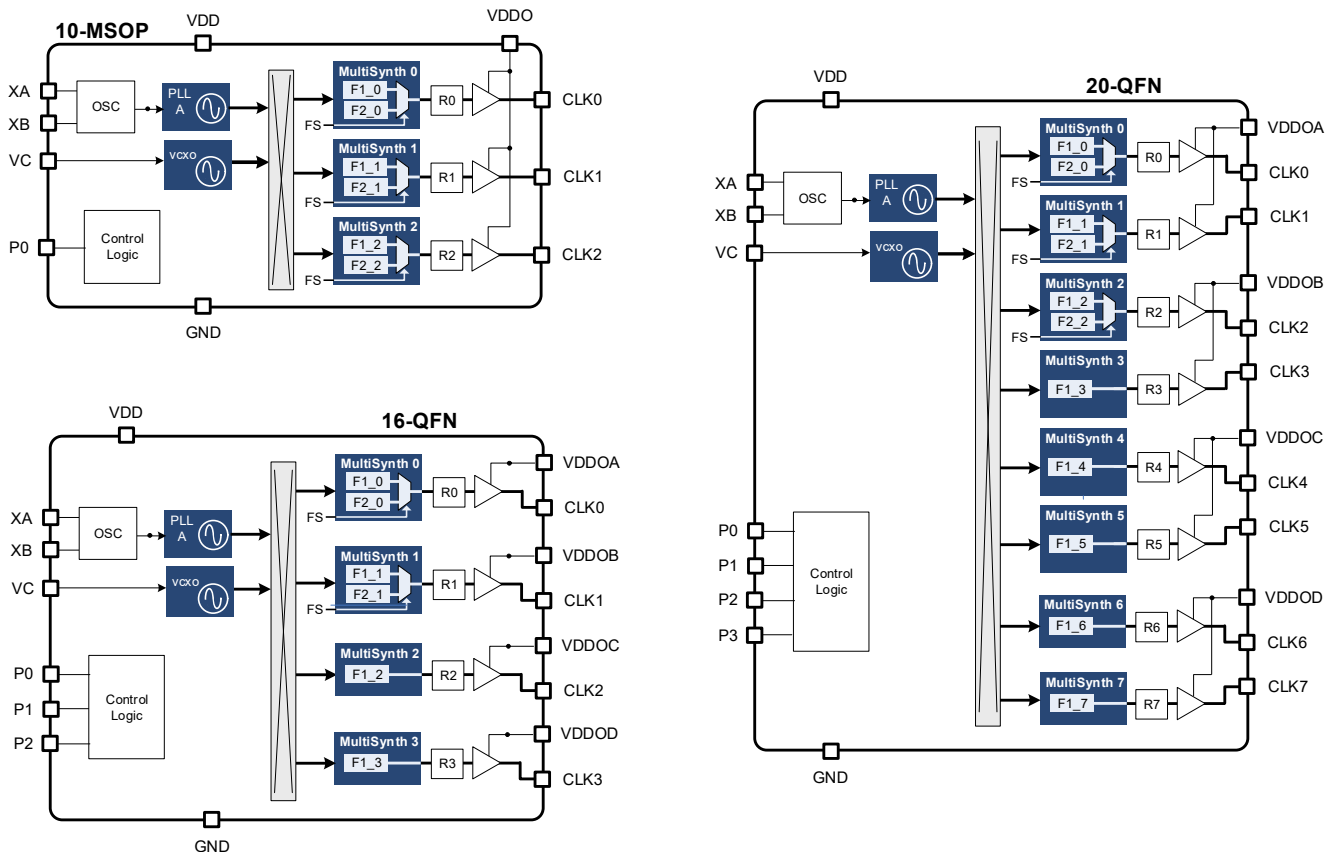 10-MSOP
VDD
VDDO
XA
XB
VC
P0
OSC
PLL
A
VCXO
Control
Logic
MultiSynth 0
F1_0
F2_0
FS
R0
CLK0
MultiSynth 1
F1_1
F2_1
FS
R1
CLK1
MultiSynth 2
F1_2
F2_2
FS
R2
CLK2
GND
16-QFN
VDD
XA
XB
VC
P0
P1
P2
OSC
PLL
A
VCXO
Control
Logic
MultiSynth 0
F1_0
F2_0
FS
R0
VDDOA
CLK0
MultiSynth 1
F1_1
F2_1
FS
R1
VDDOB
CLK1
MultiSynth 2
F1_2
R2
VDDOC
CLK2
MultiSynth 3
F1_3
R3
VDDOD
CLK3
GND
20-QFN
VDD
XA
XB
VC
OSC
PLL
A
VCXO
P0
P1
P2
P3
Control
Logic
MultiSynth 0
F1_0
F2_0
FS
R0
VDDOA
CLK0
MultiSynth 1
F1_1
F2_1
FS
R1
CLK1
MultiSynth 2
F1_2
F2_2
FS
R2
VDDOB
CLK2
MultiSynth 3
F1_3
R3
CLK3
MultiSynth 4
F1_4
R4
VDDOC
CLK4
MultiSynth 5
F1_5
R5
CLK5
MultiSynth 6
F1_6
R6
VDDOD
CLK6
MultiSynth 7
F1_7
R7
CLK7
GND